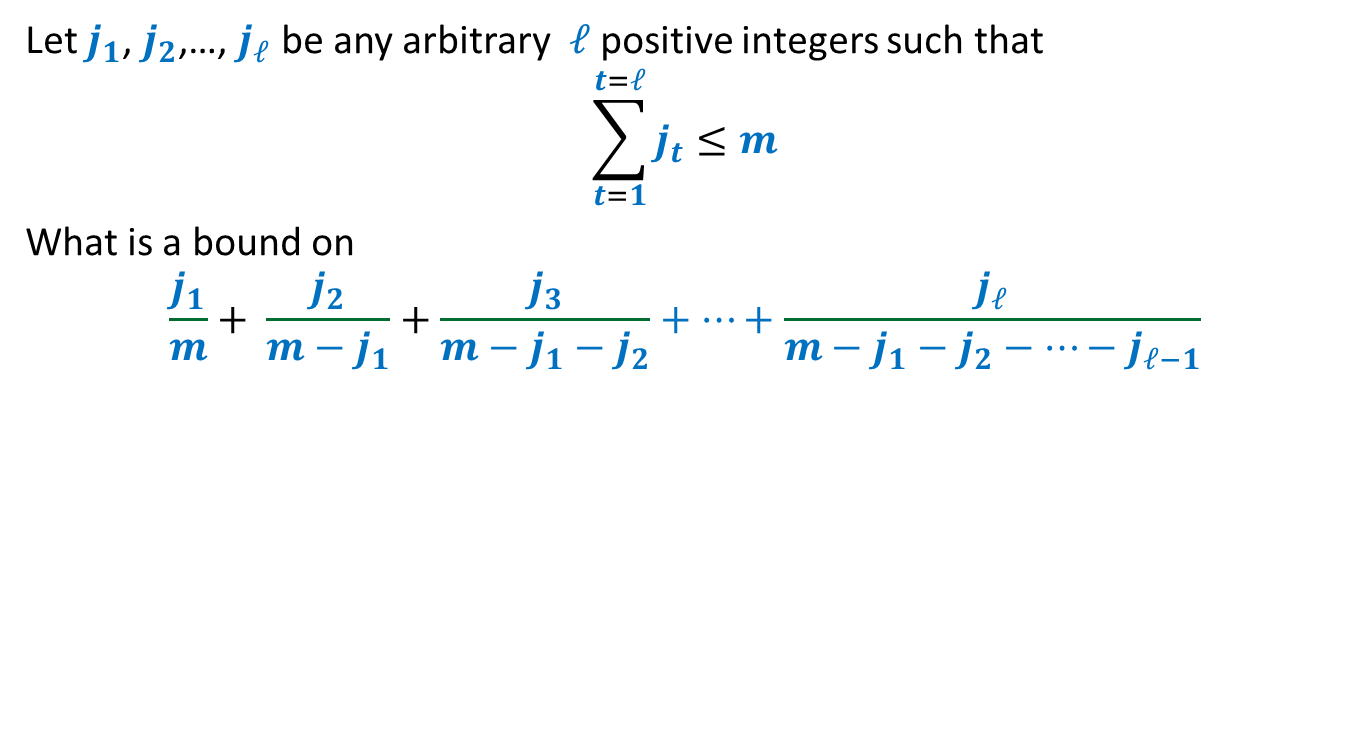 Let j₁, j₂,…, jℓ be any arbitrary ℓ positive integers such that
t=ℓ
∑ jₜ ≤ m
t=1
What is a bound on
j₁/m + j₂/(m − j₁) + j₃/(m − j₁ − j₂) + ⋯ + jℓ/(m − j₁ − j₂ − ⋯ − jℓ₋₁)